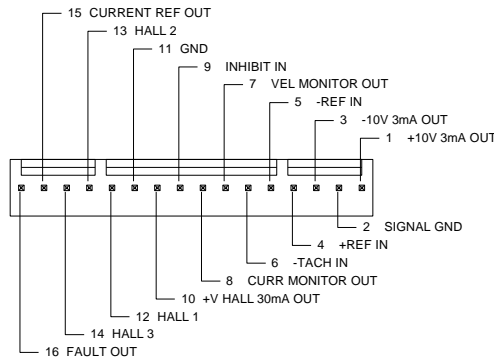 15 CURRENT REF OUT
13 HALL 2
11 GND
9 INHIBIT IN
7 VEL MONITOR OUT
5 -REF IN
3 -10V 3mA OUT
1 +10V 3mA OUT
2 SIGNAL GND
4 +REF IN
6 -TACH IN
8 CURR MONITOR OUT
10 +V HALL 30mA OUT
12 HALL 1
14 HALL 3
16 FAULT OUT